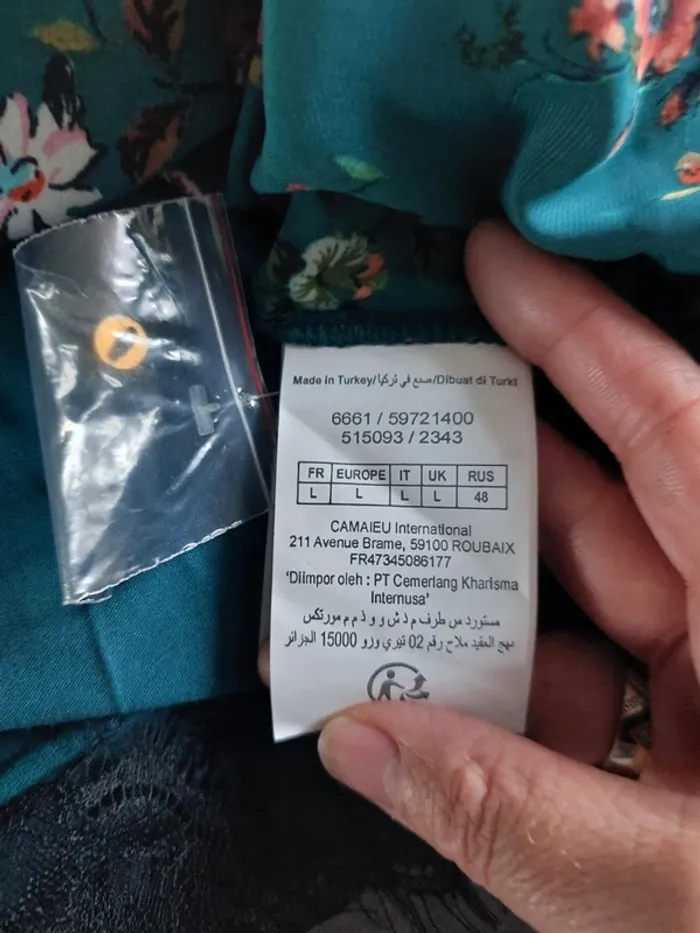 Made in Turkey/صنع في تركيا/Dibuat di Turki
6661 / 59721400
515093 / 2343
FR EUROPE IT UK RUS
L L L L 48
CAMAIEU International
211 Avenue Brame, 59100 ROUBAIX
FR47345086177
'Diimpor oleh : PT Cemerlang Kharisma
Internusa'
مستورد من طرف م ذ ش و و ذ م م مورتكس
نهج العقيد ملاح رقم 02 تيزي وزو 15000 الجزائر